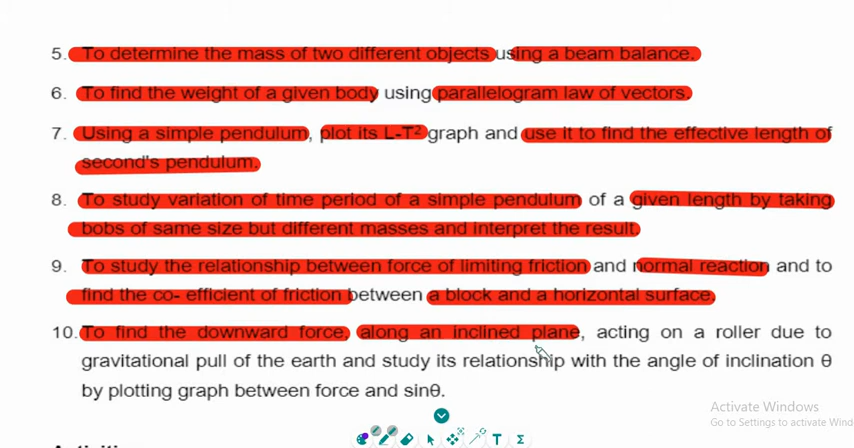 5. To determine the mass of two different objects using a beam balance.
6. To find the weight of a given body using parallelogram law of vectors.
7. Using a simple pendulum, plot its L-T² graph and use it to find the effective length of
second's pendulum.
8. To study variation of time period of a simple pendulum of a given length by taking
bobs of same size but different masses and interpret the result.
9. To study the relationship between force of limiting friction and normal reaction and to
find the co- efficient of friction between a block and a horizontal surface.
10. To find the downward force, along an inclined plane, acting on a roller due to
gravitational pull of the earth and study its relationship with the angle of inclination θ
by plotting graph between force and sinθ.
Activate Windows
Go to Settings to activate Wind
T Σ